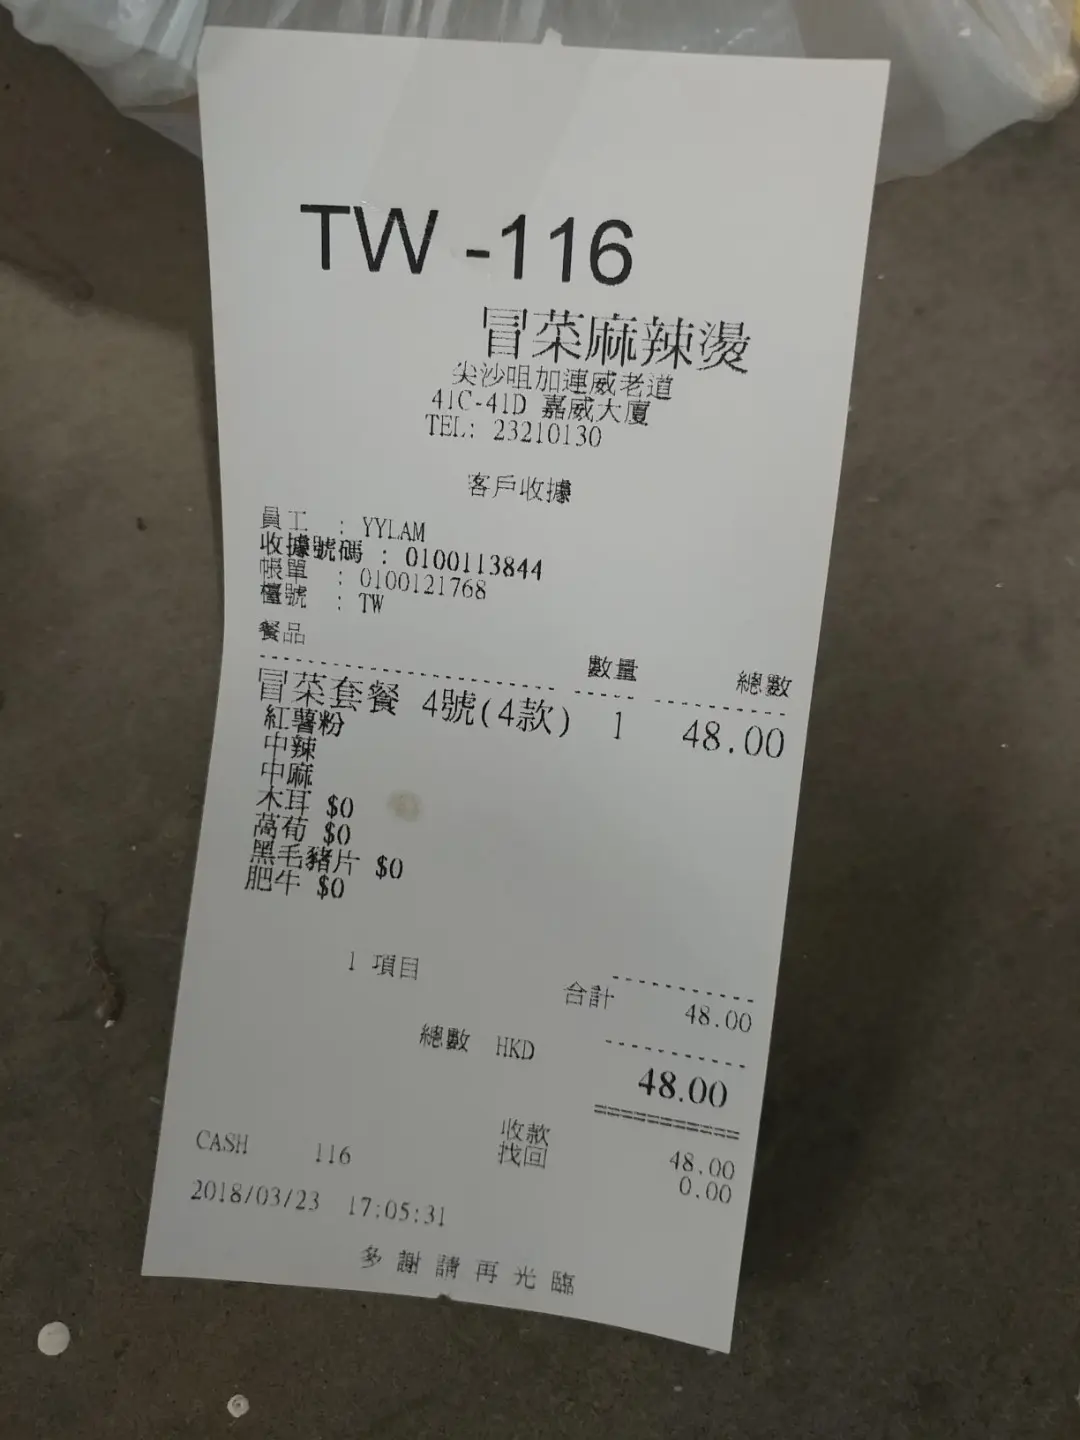 TW -116
冒菜麻辣燙
尖沙咀加連威老道
41C-41D 嘉威大廈
TEL: 23210130
客戶收據
員工 : YYLAM
收據號碼 : 0100113844
帳單 : 0100121768
櫃號 : TW
餐品 數量 總數
冒菜套餐 4號(4款) 1 48.00
紅薯粉
中辣
中麻
木耳 $0
萵荀 $0
黑毛豬片 $0
肥牛 $0
1 項目
合計 48.00
總數 HKD 48.00
收款 48.00
CASH 116 找回 0.00
2018/03/23 17:05:31
多謝請再光臨